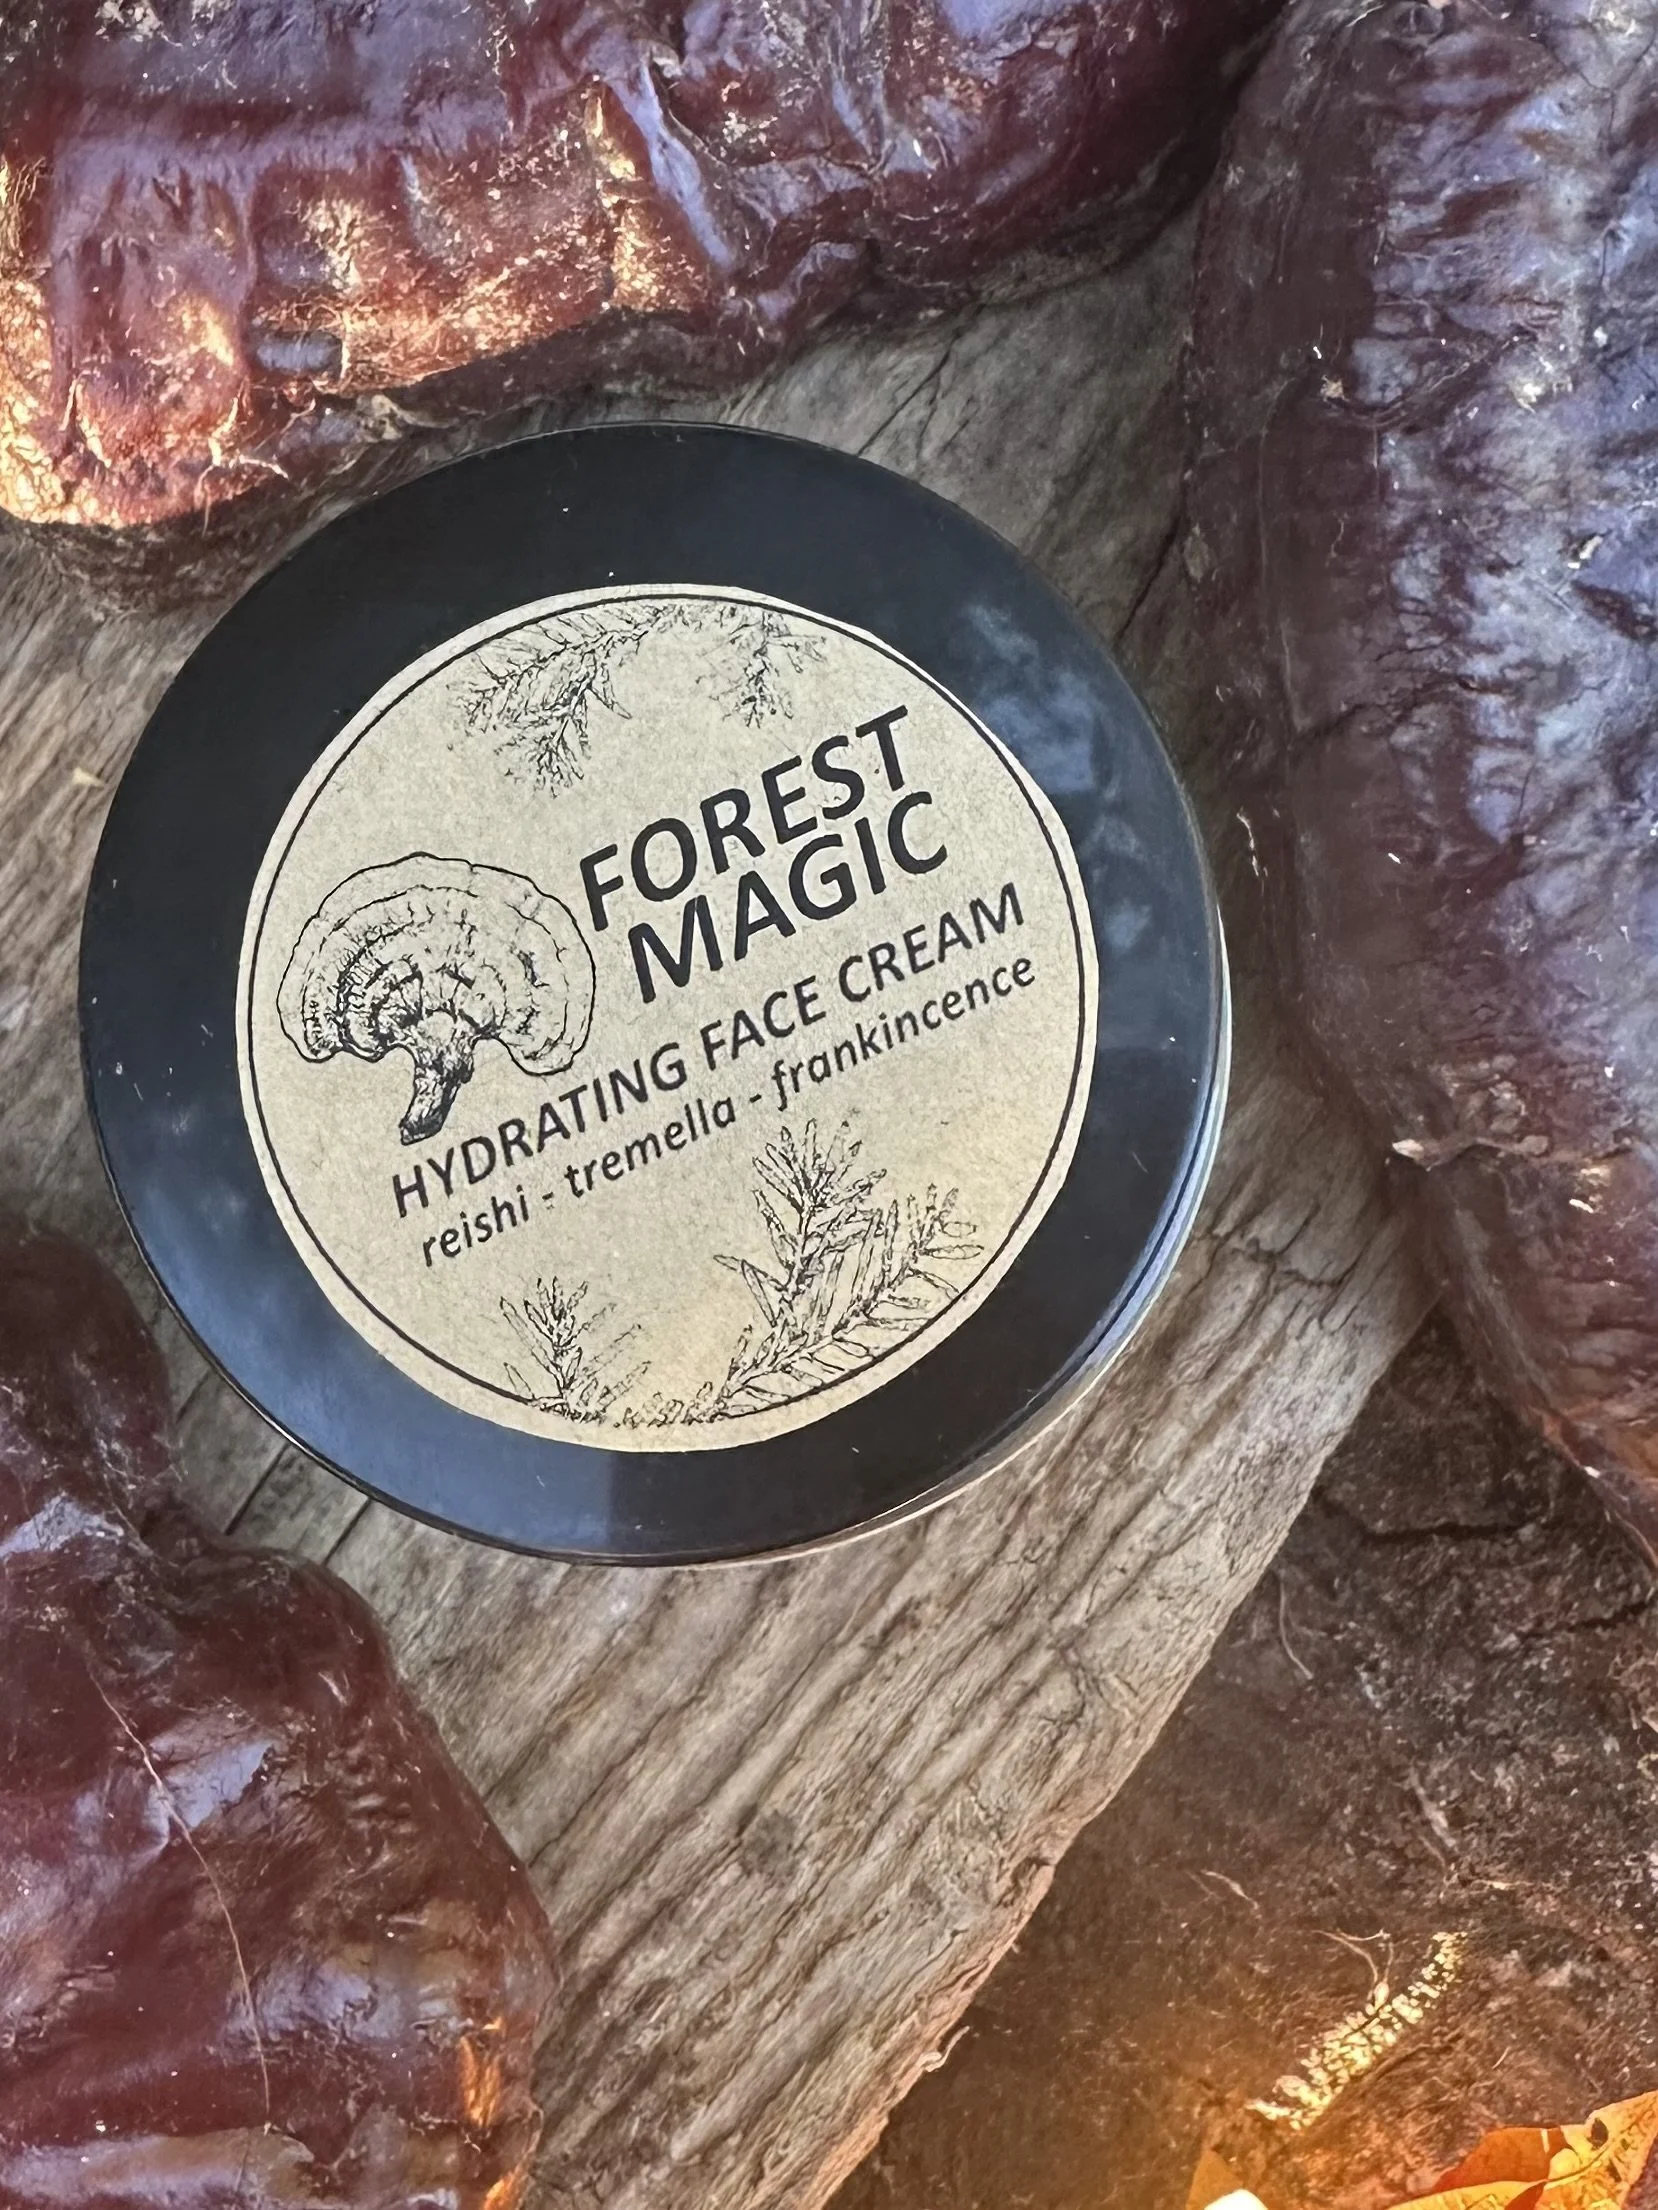 FOREST
MAGIC
HYDRATING FACE CREAM
reishi - tremella - frankincence